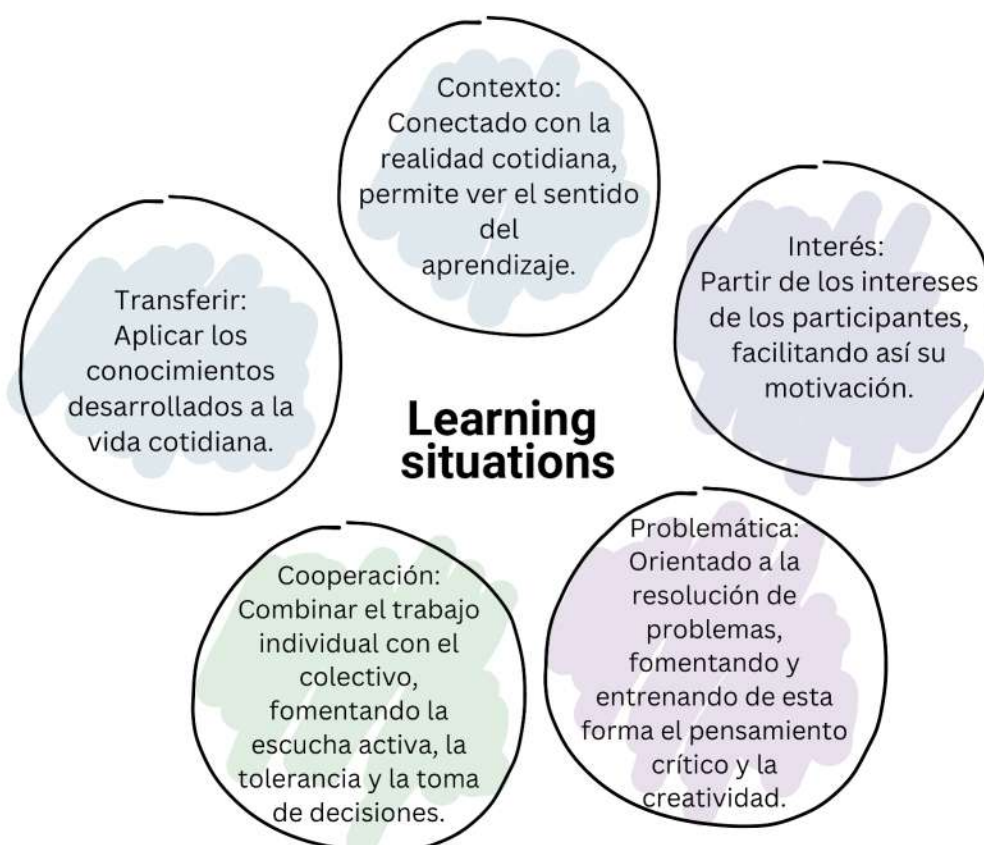 Contexto:
Conectado con la
realidad cotidiana,
permite ver el sentido
del
aprendizaje.
Interés:
Partir de los intereses
de los participantes,
facilitando así su
motivación.
Transferir:
Aplicar los
conocimientos
desarrollados a la
vida cotidiana.
Learning
situations
Problemática:
Orientado a la
resolución de
problemas,
fomentando y
entrenando de esta
forma el pensamiento
crítico y la
creatividad.
Cooperación:
Combinar el trabajo
individual con el
colectivo,
fomentando la
escucha activa, la
tolerancia y la toma
de decisiones.